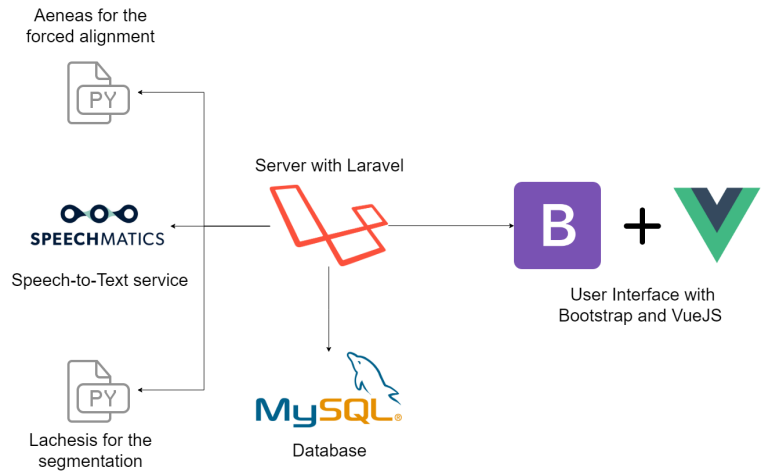 Aeneas for the
forced alignment
PY
Server with Laravel
SPEECHMATICS
Speech-to-Text service
B
User Interface with
Bootstrap and VueJS
PY
Lachesis for the
segmentation
MySQL®
Database